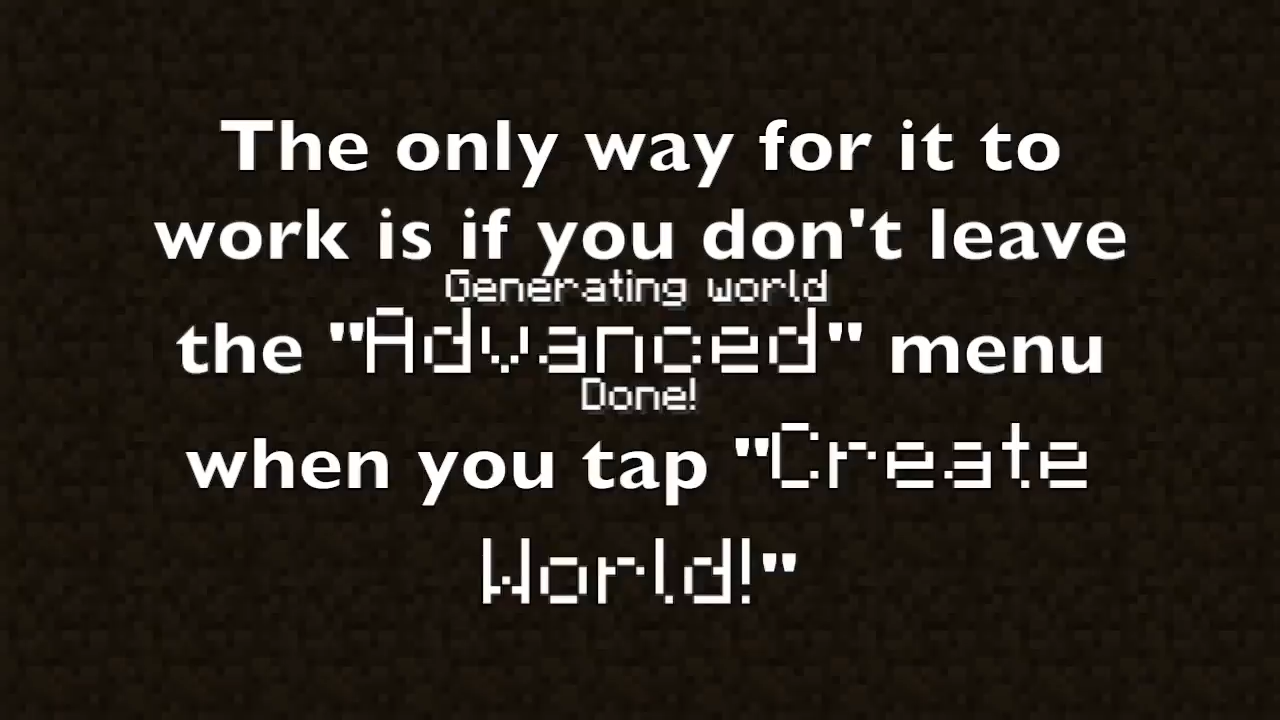 The only way for it to
work is if you don't leave
Generating world
the "Advanced" menu
Done!
when you tap "Create
World!"